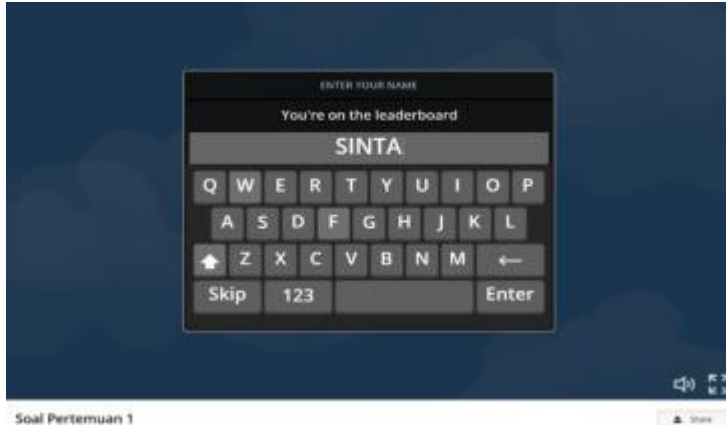 ENTER YOUR NAME
You're on the leaderboard
SINTA
Q W E R T Y U I O P
A S D F G H J K L
Z X C V B N M
Skip 123 Enter
Soal Pertemuan 1
Share